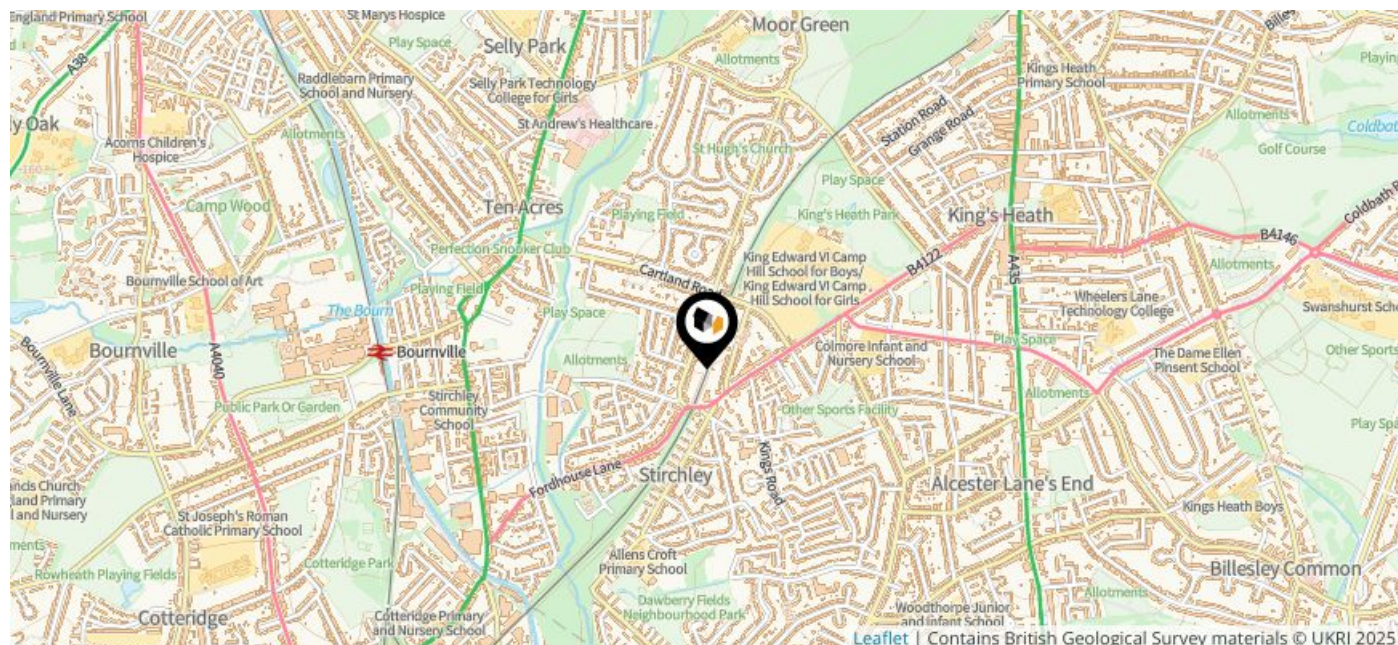 England Primary School
St Marys Hospice
Moor Green
Play Space
Selly Park
A38
Allotments
Raddlebarn Primary
School and Nursery
Selly Park Technology
College for Girls
Kings Heath
Primary School
Station Road
Grange Road
St Andrew's Healthcare
Allotments
Acorns Children's
Hospice
Allotments
St Hugh's Church
150
Golf Course
160
Play Space
Camp Wood
Ten Acres
Playing Field
King's Heath Park
King's Heath
Perfection Snooker Club
B4146
King Edward VI Camp
Hill School for Boys/
King Edward VI Camp
Hill School for Girls
B4122
A435
Allotments
Bournville School of Art
Cartland Road
Playing Field
Wheelers Lane
Technology College
The Bourn
Play Space
Bournville Lane
Bournville
A4040
Bournville
Allotments
Colmore Infant and
Nursery School
Play Space
The Dame Ellen
Pinsent School
Other Sports
Public Park Or Garden
Stirchley
Community
School
Other Sports Facility
Allotments
Fordhouse Lane
Stirchley
Kings Road
Alcester Lane's End
St Joseph's Roman
Catholic Primary School
Kings Heath Boys
Allens Croft
Primary School
Cotteridge Park
Rowheath Playing Fields
Billesley Common
Dawberry Fields
Neighbourhood Park
Woodthorpe Junior
and Infant School
Allotments
Cotteridge
Cotteridge Primary
and Nursery School
Leaflet | Contains British Geological Survey materials © UKRI 2025